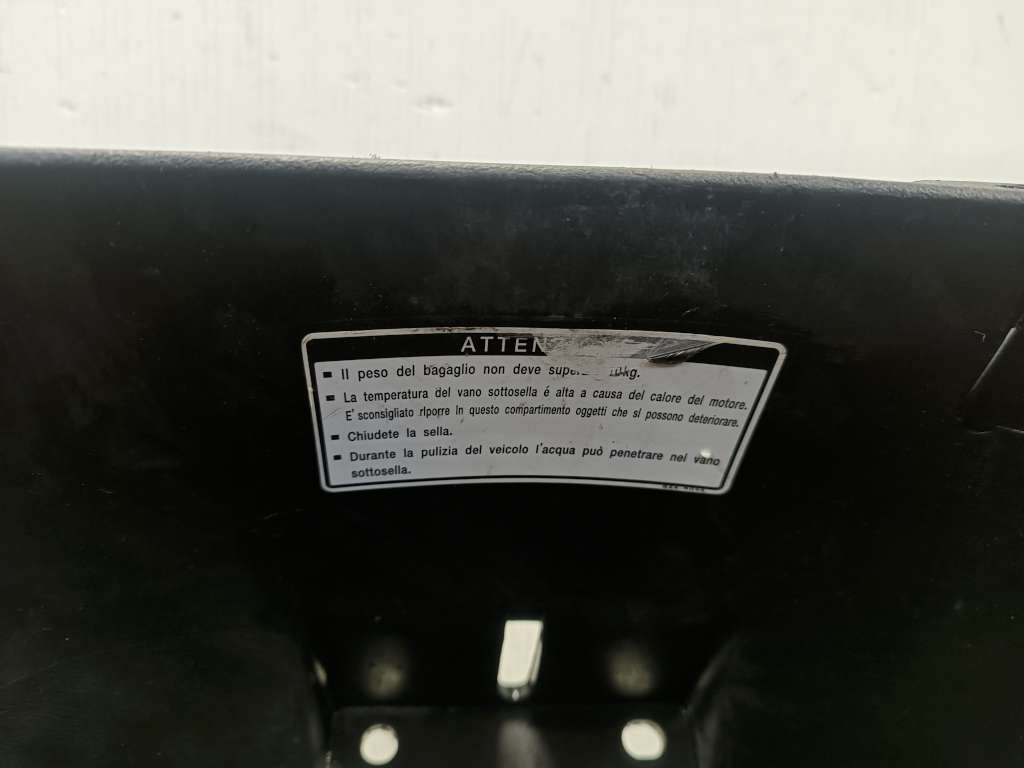 ATTEN
Il peso del bagaglio non deve kg.
La temperatura del vano sottosella é alta a causa del calore del motore.
E' sconsigliato riporre in questo compartimento oggetti che si possono deteriorare.
Chiudete la sella.
Durante la pulizia del veicolo l'acqua può penetrare nel vano
sottosella.